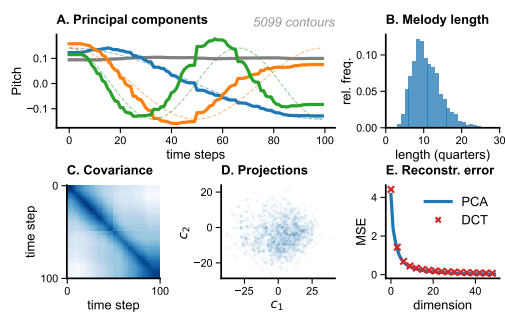 A. Principal components
5099 contours
Pitch
0.1
0.0
−0.1
0
20
40
60
80
100
time steps
B. Melody length
rel. freq.
0.10
0.05
0.00
0
10
20
30
length (quarters)
C. Covariance
time step
0
100
0
100
time step
D. Projections
c2
20
0
−20
−25
0
25
c1
E. Reconstr. error
MSE
4
2
0
PCA
DCT
0
20
40
dimension